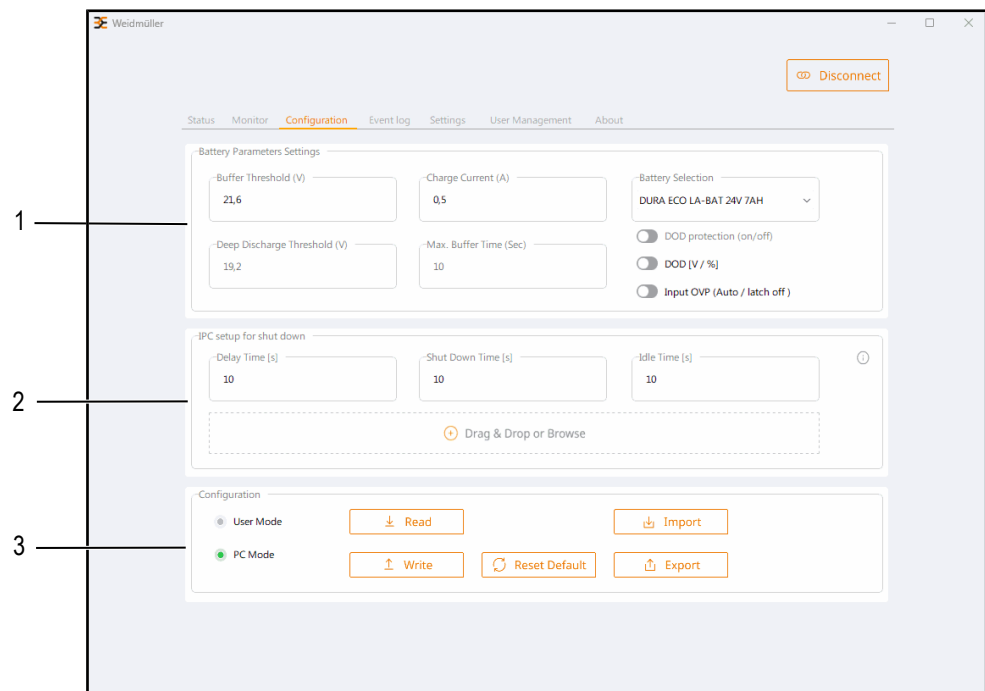 Weidmüller
Disconnect
Status Monitor Configuration Event log Settings User Management About
Battery Parameters Settings
Buffer Threshold (V) Charge Current (A) Battery Selection
21,6 0,5 DURA ECO LA-BAT 24V 7AH
1
DOD protection (on/off)
Deep Discharge Threshold (V) Max. Buffer Time (Sec)
19,2 10 DOD [V / %]
Input OVP (Auto / latch off )
IPC setup for shut down
Delay Time [s] Shut Down Time [s] Idle Time [s]
10 10 10
2
Drag & Drop or Browse
Configuration
User Mode Read Import
3
PC Mode Write Reset Default Export